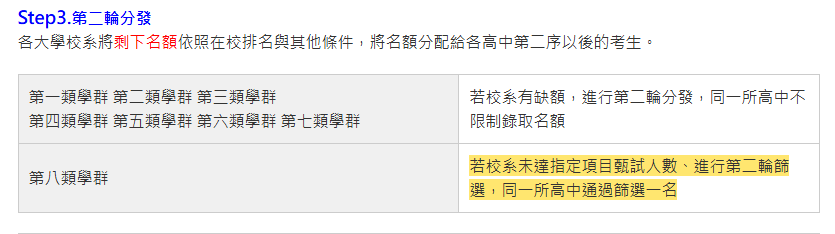 Step3.第二輪分發
各大學校系將剩下名額依照在校排名與其他條件，將名額分配給各高中第二序以後的考生。
第一類學群 第二類學群 第三類學群
第四類學群 第五類學群 第六類學群 第七類學群
若校系有缺額，進行第二輪分發，同一所高中不
限制錄取名額
第八類學群
若校系未達指定項目甄試人數、進行第二輪篩
選，同一所高中通過篩選一名